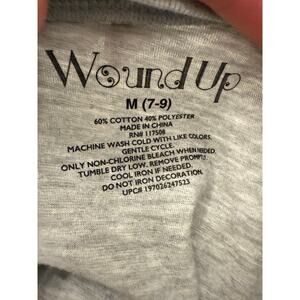 Wound Up
M (7-9)
60% COTTON 40% POLYESTER
MADE IN CHINA
RN# 117508
MACHINE WASH COLD WITH LIKE COLORS.
GENTLE CYCLE.
ONLY NON-CHLORINE BLEACH WHEN NEEDED.
TUMBLE DRY LOW. REMOVE PROMPTLY.
COOL IRON IF NEEDED.
DO NOT IRON DECORATION
UPC# 197026247523